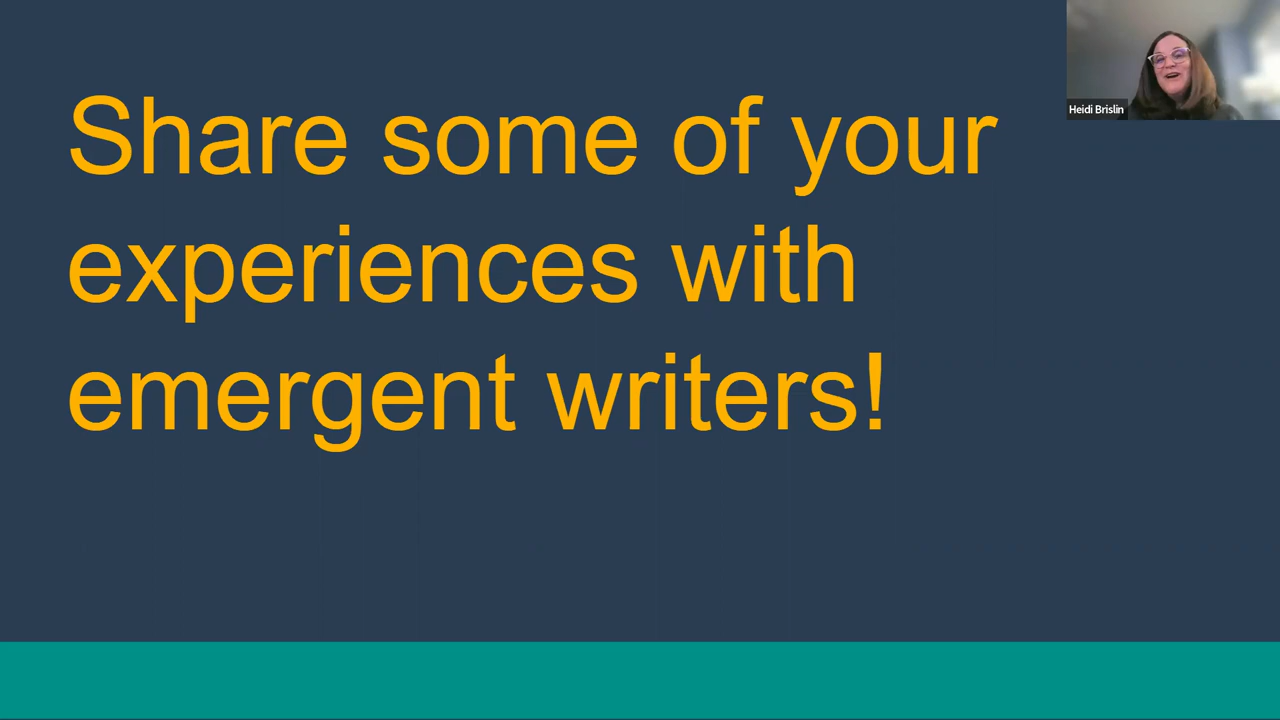 Share some of your
experiences with
emergent writers!
Heidi Brislin